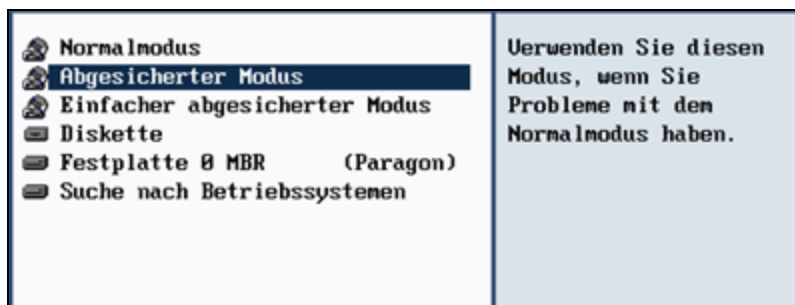 Normalmodus
Abgesicherter Modus
Einfacher abgesicherter Modus
Diskette
Festplatte 0 MBR (Paragon)
Suche nach Betriebssystemen
Verwenden Sie diesen
Modus, wenn Sie
Probleme mit dem
Normalmodus haben.